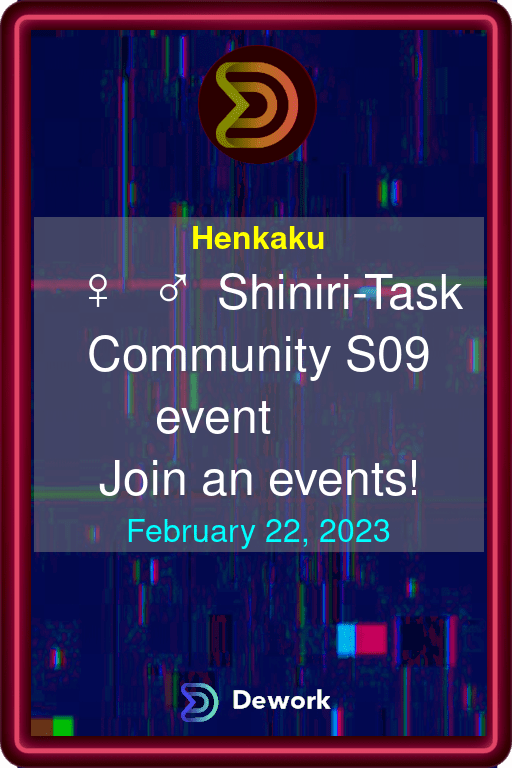 Henkaku
♀ ♂ Shiniri-Task
Community S09
event
Join an events!
February 22, 2023
Dework